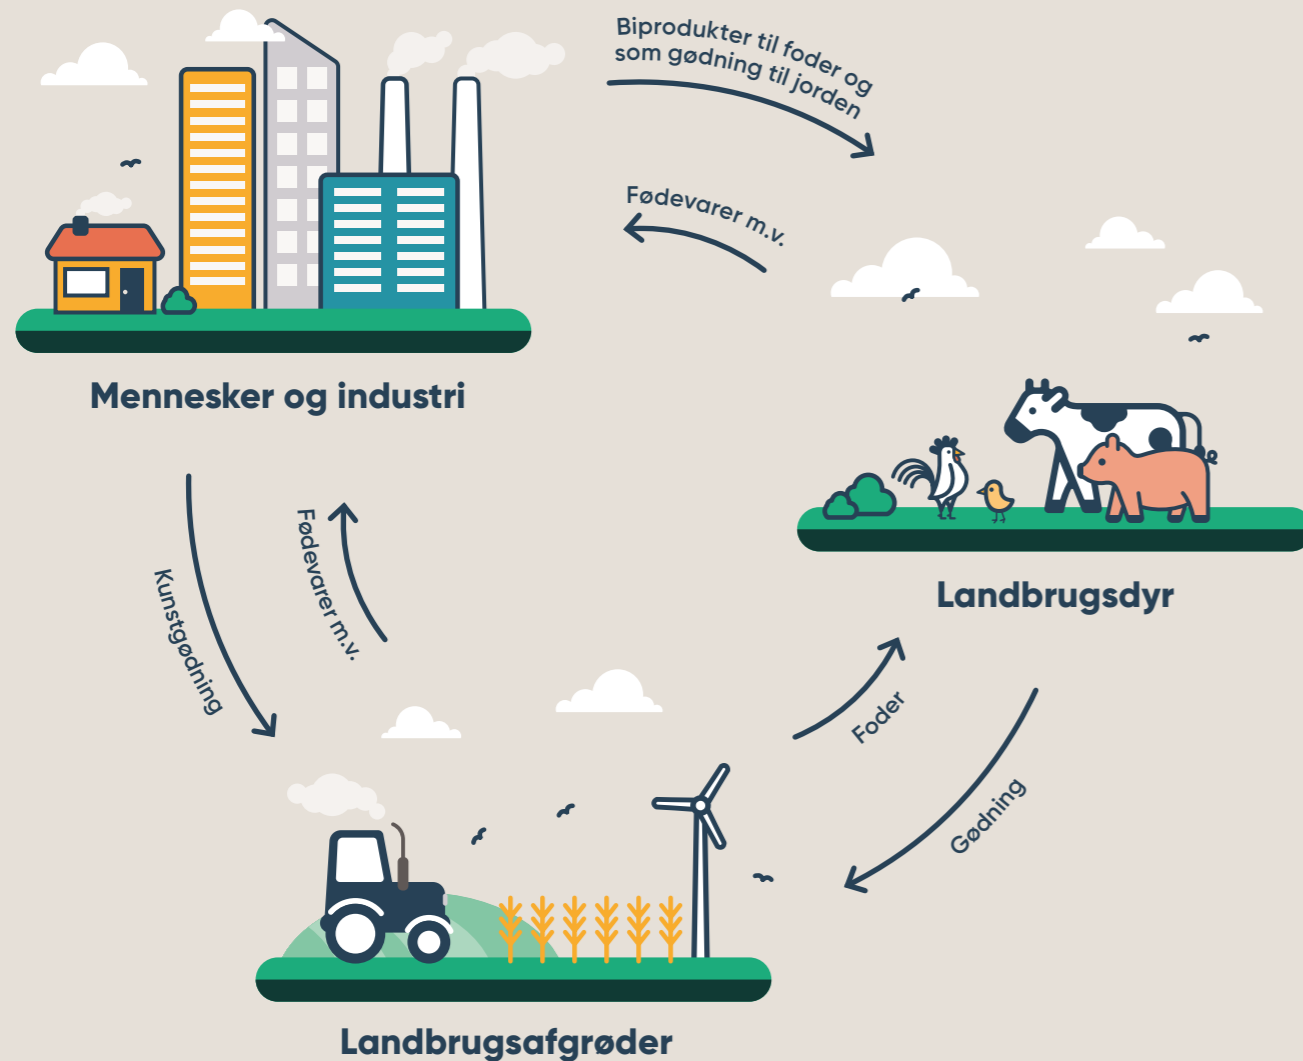 Biprodukter til foder og
som gødning til jorden
Fødevarer m.v.
Mennesker og industri
Landbrugsdyr
Kunstgødning
Fødevarer m.v.
Foder
Gødning
Landbrugsafgrøder